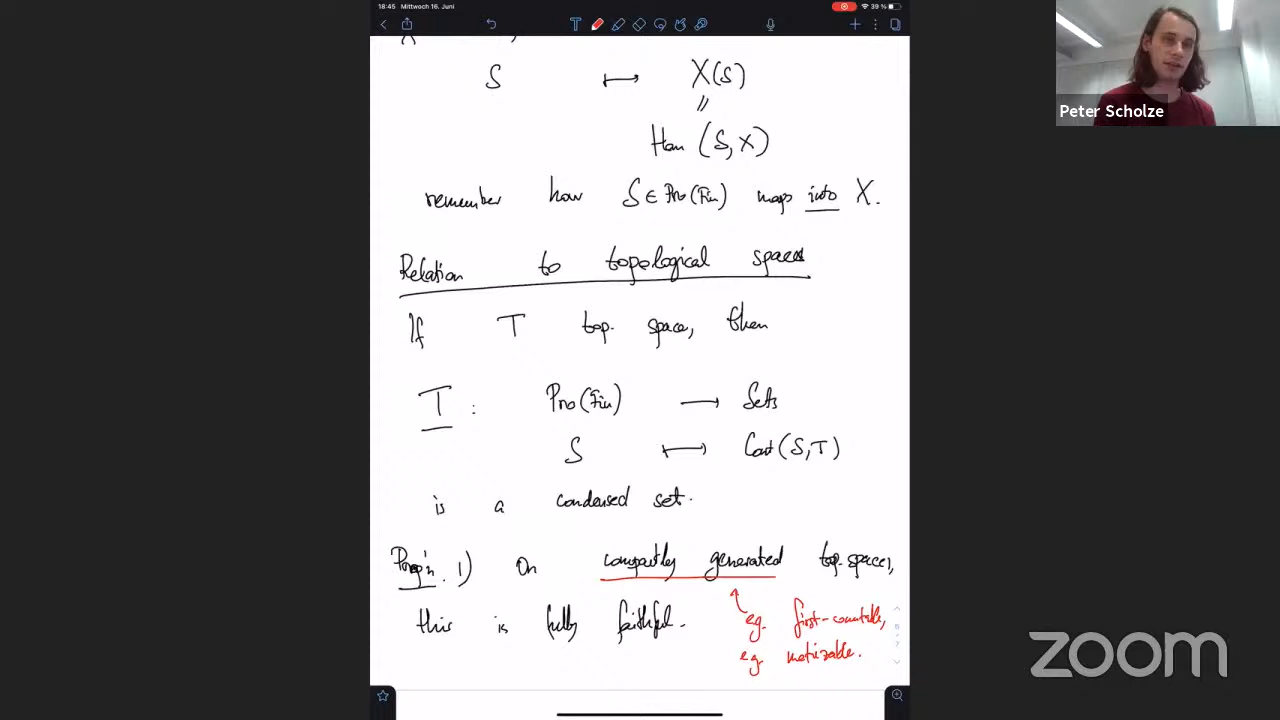 18:45 Mittwoch 16. Juni
39 %
T
S ↦ X(S)
=
Hom (S, X)
remember how S ∈ Pro(Fin) maps into X.
Relation to topological spaces
If T top. space, then
T : Pro(Fin) → Sets
S ↦ Cont(S,T)
is a condensed set.
Prop'n. 1) On compactly generated top. spaces,
this is fully faithful.
e.g. first-countable,
e.g. metrizable.
Peter Scholze
zoom